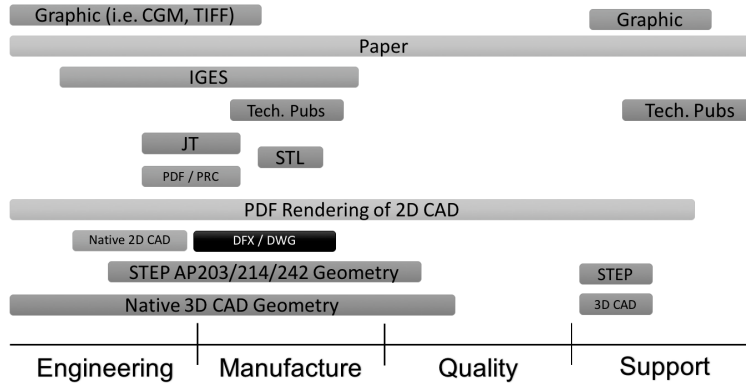 Graphic (i.e. CGM, TIFF)
Graphic
Paper
IGES
Tech. Pubs
Tech. Pubs
JT
STL
PDF / PRC
PDF Rendering of 2D CAD
Native 2D CAD
DFX / DWG
STEP AP203/214/242 Geometry
STEP
Native 3D CAD Geometry
3D CAD
Engineering
Manufacture
Quality
Support